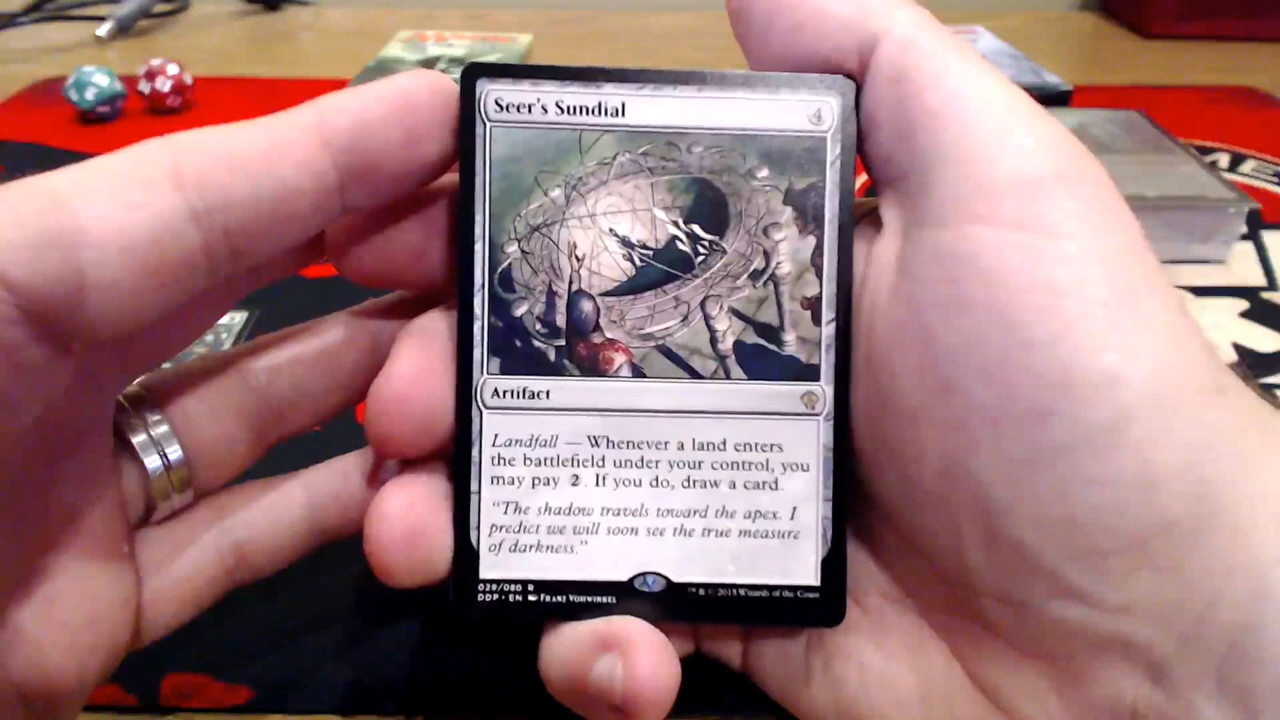 Seer's Sundial 4
Artifact
Landfall — Whenever a land enters
the battlefield under your control, you
may pay 2. If you do, draw a card.
"The shadow travels toward the apex. I
predict we will soon see the true measure
of darkness."
029/080 R
DDP • EN Franz Vohwinkel
™ & © 2015 Wizards of the Coast